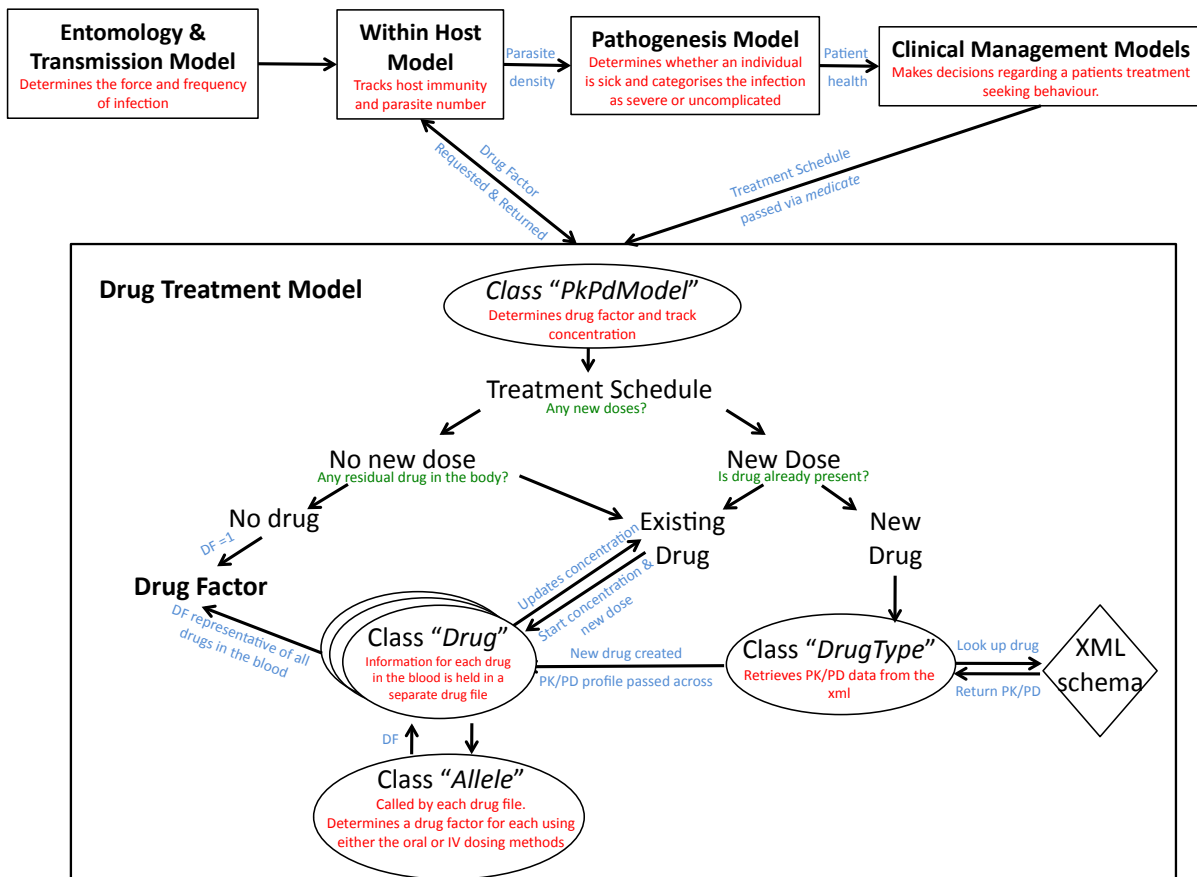 Entomology &
Transmission Model
Determines the force and frequency
of infection
Within Host
Model
Tracks host immunity
and parasite number
Parasite
density
Pathogenesis Model
Determines whether an individual
is sick and categorises the infection
as severe or uncomplicated
Patient
health
Clinical Management Models
Makes decisions regarding a patients treatment
seeking behaviour.
Drug Factor
Requested & Returned
Treatment Schedule
passed via medicate
Drug Treatment Model
Class “PkPdModel”
Determines drug factor and track
concentration
Treatment Schedule
Any new doses?
No new dose
Any residual drug in the body?
New Dose
Is drug already present?
No drug
Existing
Drug
New
Drug
DF =1
Drug Factor
DF representative of all
drugs in the blood
Updates concentration
Start concentration &
new dose
Class “Drug”
Information for each drug
in the blood is held in a
separate drug file
New drug created
PK/PD profile passed across
Class “DrugType”
Retrieves PK/PD data from the
xml
Look up drug
Return PK/PD
XML
schema
DF
Class “Allele”
Called by each drug file.
Determines a drug factor for each using
either the oral or IV dosing methods